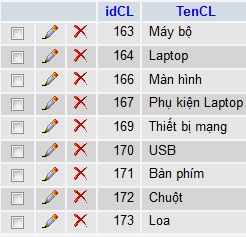 idCL TenCL
163 Máy bộ
164 Laptop
166 Màn hình
167 Phụ kiện Laptop
169 Thiết bị mạng
170 USB
171 Bàn phím
172 Chuột
173 Loa